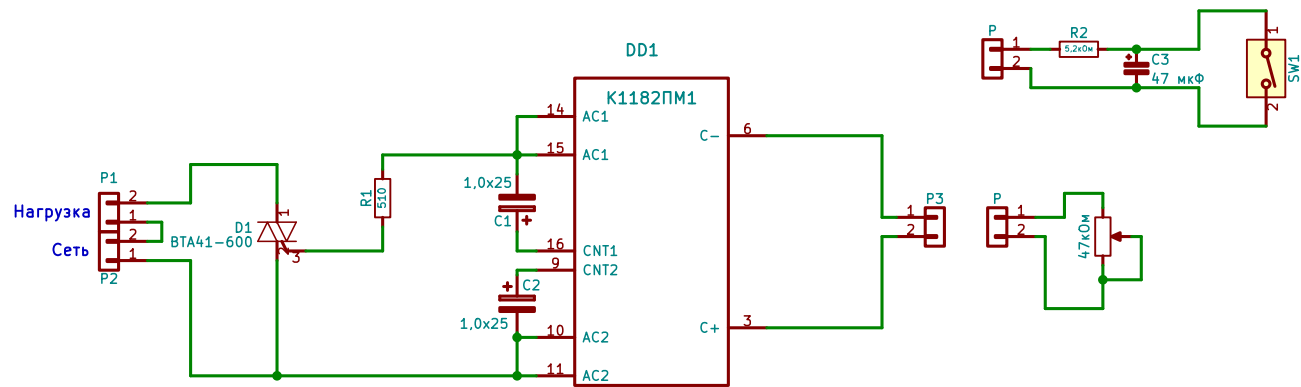 DD1
К1182ПМ1
14
AC1
15
AC1
16
CNT1
9
CNT2
10
AC2
11
AC2
6
C-
3
C+
P1
2
1
Нагрузка
2
Сеть
1
P2
D1
BTA41-600
1
2
3
R1
510
1,0x25
C1
+
+
C2
1,0x25
P3
1
2
P
1
2
47кОм
P
1
2
R2
5,2кОм
+
C3
47 мкФ
1
2
SW1